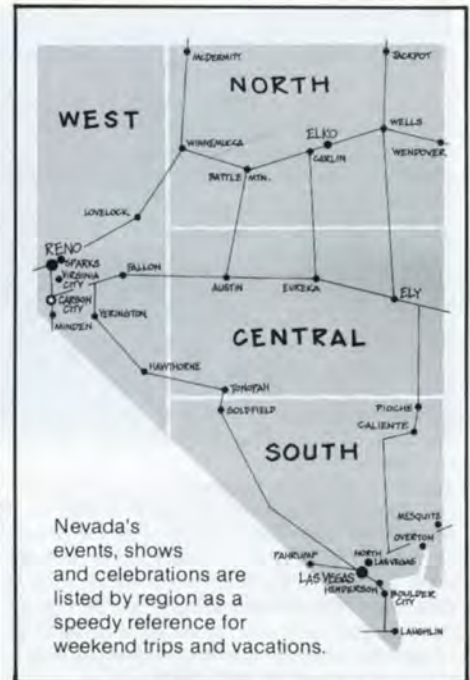 McDERMITT
JACKPOT
NORTH
WEST
WELLS
ELKO
WINNEMUCCA
CARLIN
WENDOVER
BATTLE MTN.
LOVELOCK
RENO
SPARKS
VIRGINIA
CITY
FALLON
CARSON
CITY
AUSTIN
EUREKA
ELY
MINDEN
YERINGTON
CENTRAL
HAWTHORNE
TONOPAH
GOLDFIELD
PIOCHE
CALIENTE
SOUTH
MESQUITE
OVERTON
Nevada's
events, shows
and celebrations are
listed by region as a
speedy reference for
weekend trips and vacations.
PAHRUMP
NORTH
LAS VEGAS
LAS VEGAS
HENDERSON
BOULDER
CITY
LAUGHLIN